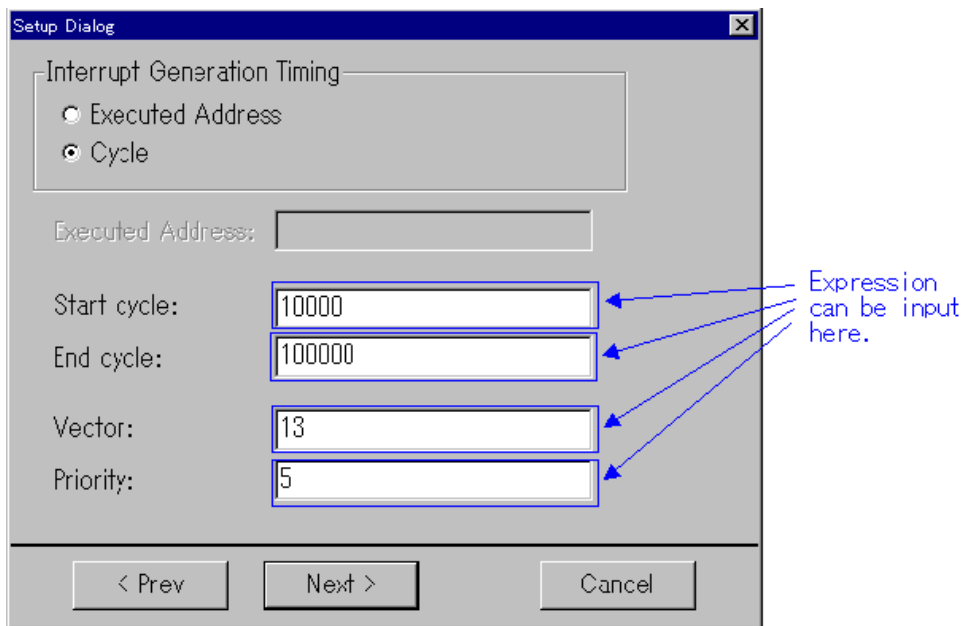 Setup Dialog
Interrupt Generation Timing
Executed Address
Cycle
Executed Address:
Start cycle:
10000
End cycle:
100000
Vector:
13
Priority:
5
Expression
can be input
here.
< Prev
Next >
Cancel